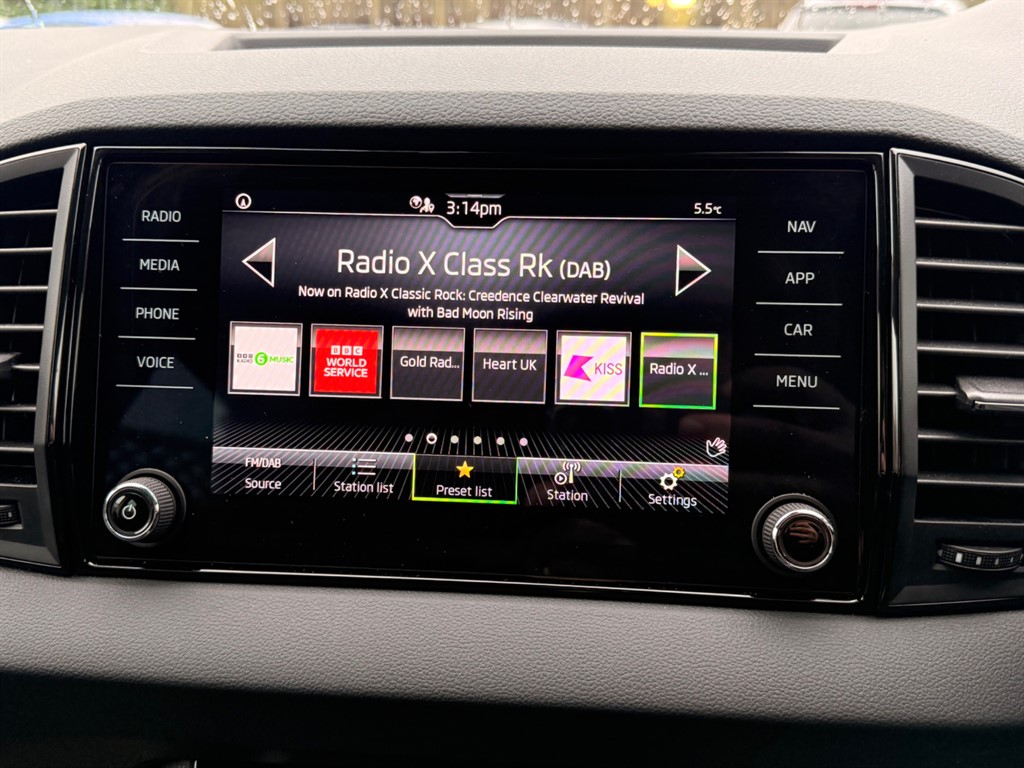 RADIO
MEDIA
PHONE
VOICE
3:14pm
5.5°C
Radio X Class Rk (DAB)
Now on Radio X Classic Rock: Creedence Clearwater Revival
with Bad Moon Rising
BBC
RADIO 6 MUSIC
BBC
WORLD
SERVICE
Gold Rad...
Heart UK
KISS
Radio X ...
FM/DAB
Source
Station list
Preset list
Station
Settings
NAV
APP
CAR
MENU